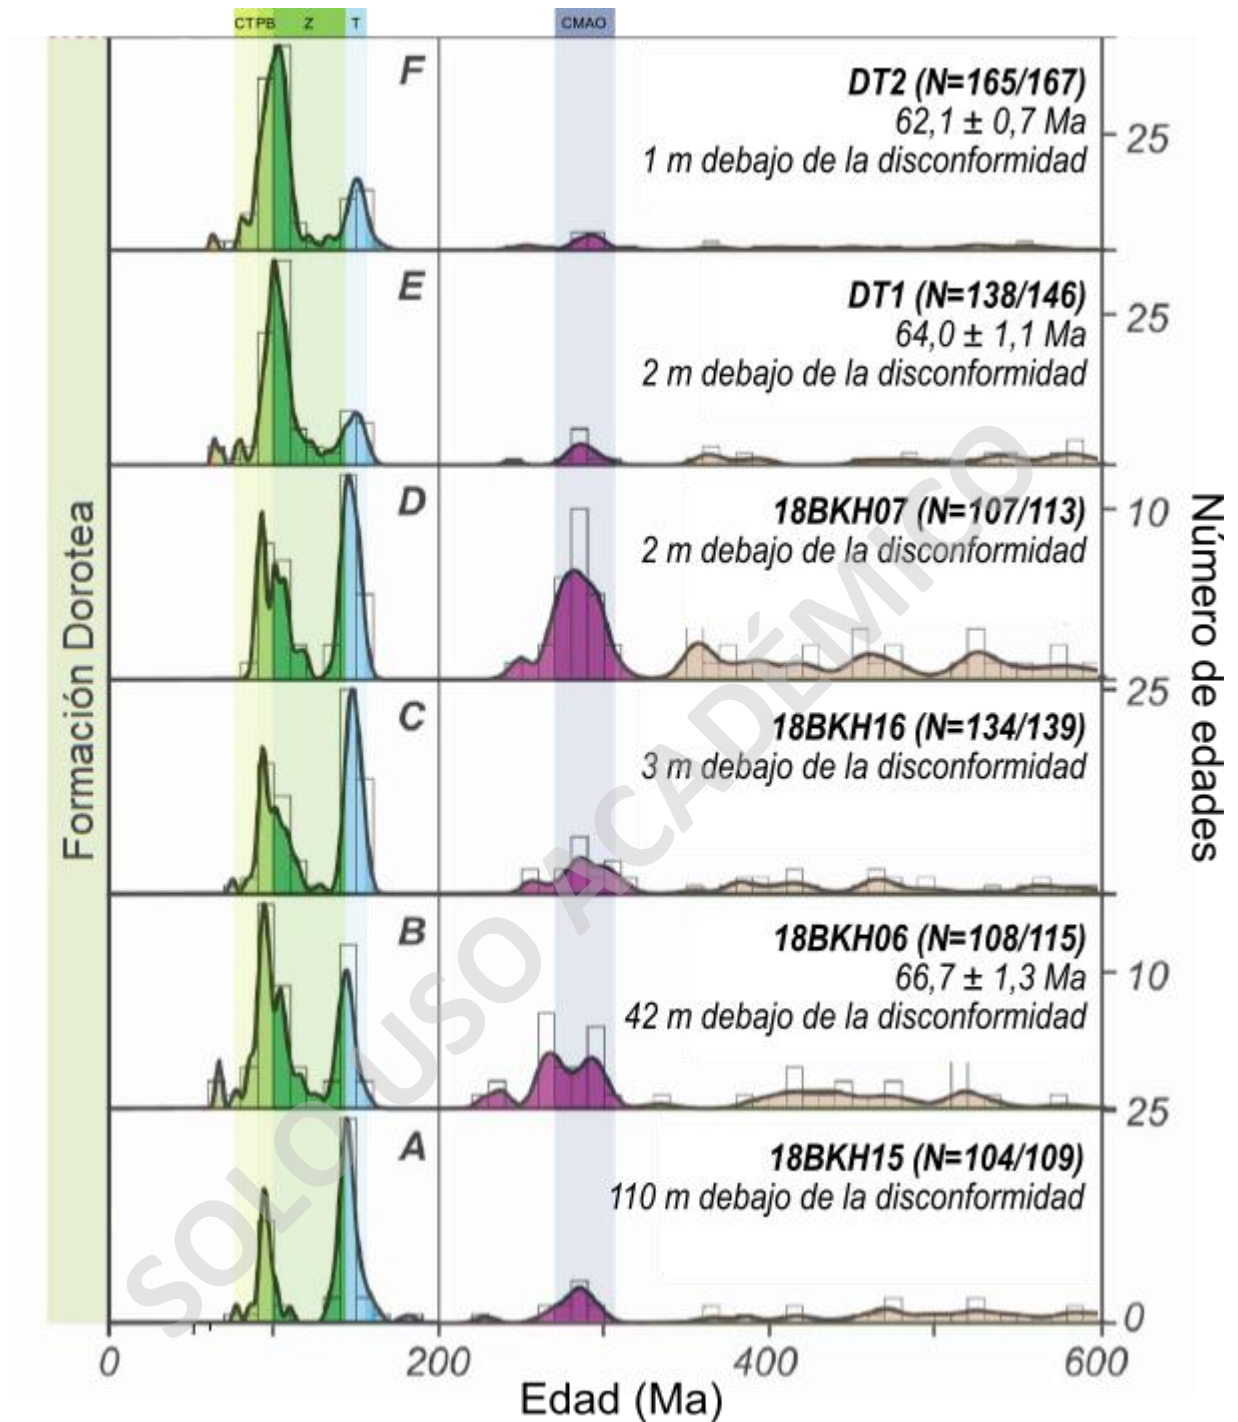 CTPB Z T CMAO
F
DT2 (N=165/167)
62,1 ± 0,7 Ma
1 m debajo de la disconformidad
25
E
DT1 (N=138/146)
64,0 ± 1,1 Ma
2 m debajo de la disconformidad
25
D
18BKH07 (N=107/113)
2 m debajo de la disconformidad
10
C
18BKH16 (N=134/139)
3 m debajo de la disconformidad
25
B
18BKH06 (N=108/115)
66,7 ± 1,3 Ma
42 m debajo de la disconformidad
10
A
18BKH15 (N=104/109)
110 m debajo de la disconformidad
25
0
Formación Dorotea
Número de edades
0 200 400 600
Edad (Ma)
SOLO USO ACADÉMICO